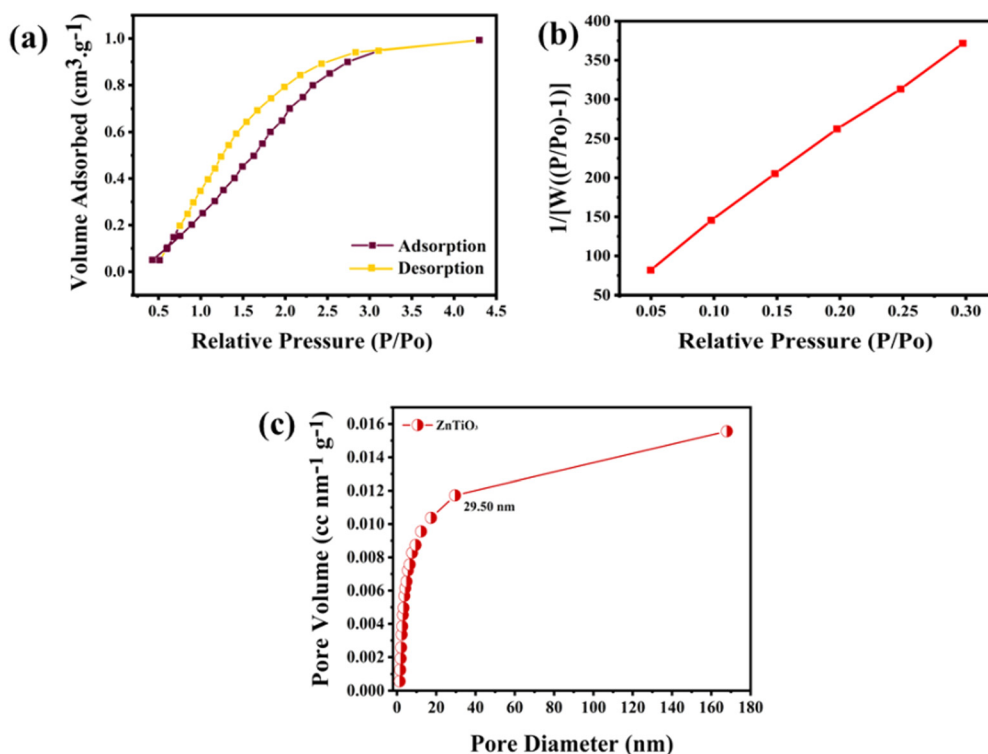 (a)
Volume Adsorbed (cm³.g⁻¹)
1.0
0.8
0.6
0.4
0.2
0.0
Adsorption
Desorption
0.5 1.0 1.5 2.0 2.5 3.0 3.5 4.0 4.5
Relative Pressure (P/Po)
(b)
1/[W((P/Po)-1)]
400
350
300
250
200
150
100
50
0.05 0.10 0.15 0.20 0.25 0.30
Relative Pressure (P/Po)
(c)
Pore Volume (cc nm⁻¹ g⁻¹)
0.016
0.014
0.012
0.010
0.008
0.006
0.004
0.002
0.000
ZnTiO₃
29.50 nm
0 20 40 60 80 100 120 140 160 180
Pore Diameter (nm)